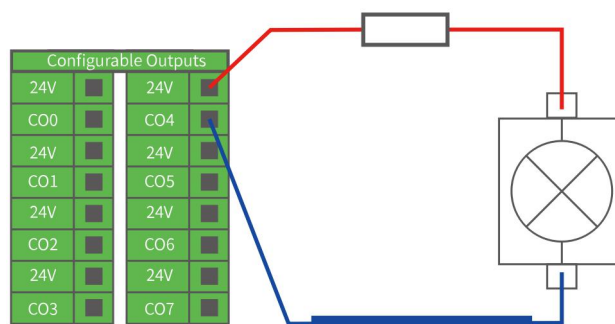 Configurable Outputs
24V 24V
CO0 CO4
24V 24V
CO1 CO5
24V 24V
CO2 CO6
24V 24V
CO3 CO7